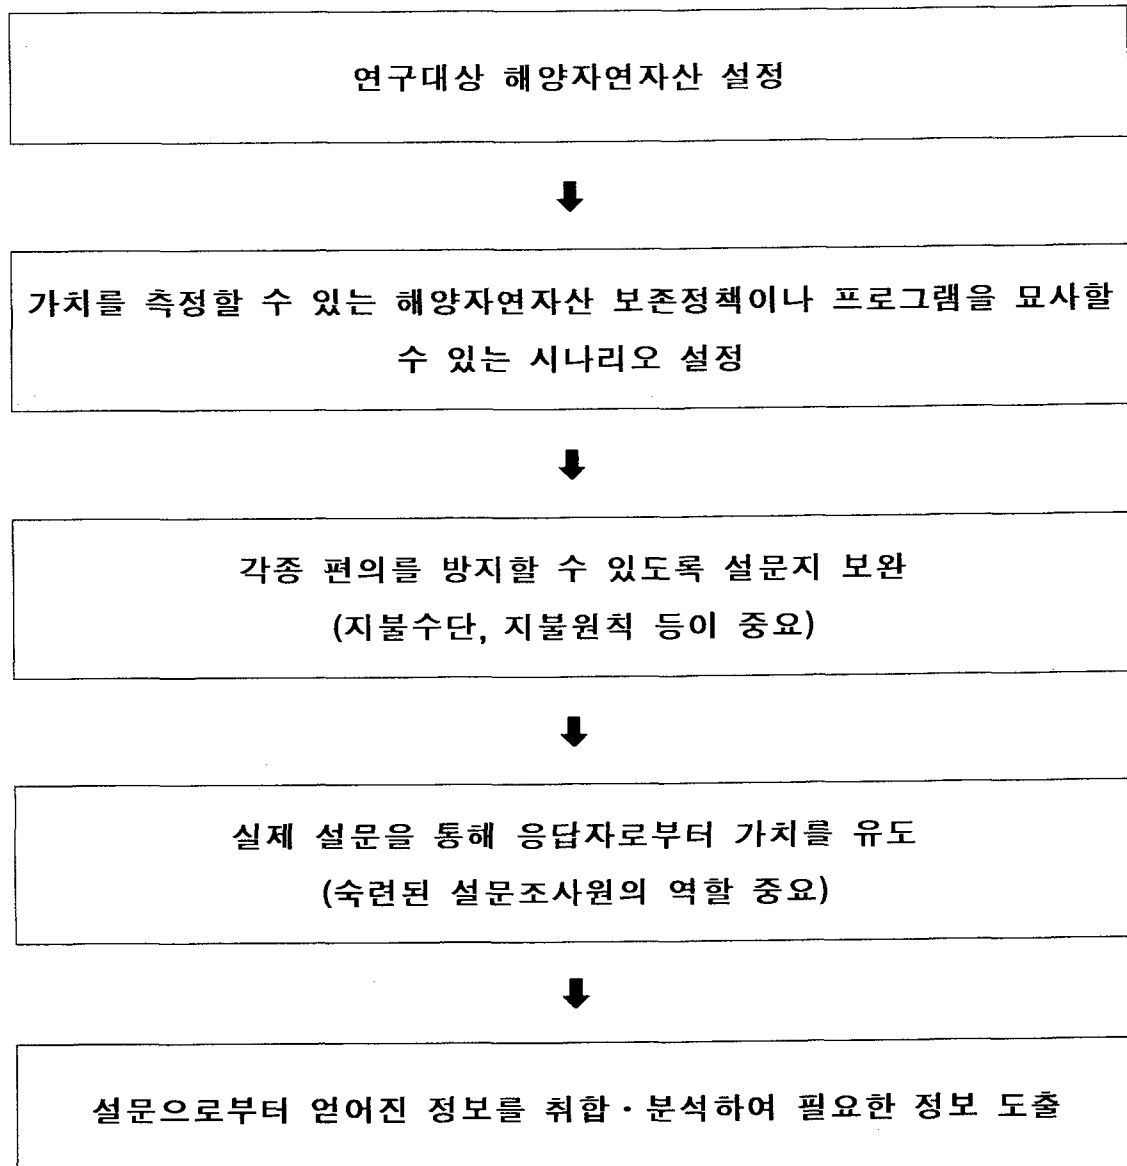 연구대상 해양자연자산 설정
가치를 측정할 수 있는 해양자연자산 보존정책이나 프로그램을 묘사할
수 있는 시나리오 설정
각종 편의를 방지할 수 있도록 설문지 보완
(지불수단, 지불원칙 등이 중요)
실제 설문을 통해 응답자로부터 가치를 유도
(숙련된 설문조사원의 역할 중요)
설문으로부터 얻어진 정보를 취합·분석하여 필요한 정보 도출